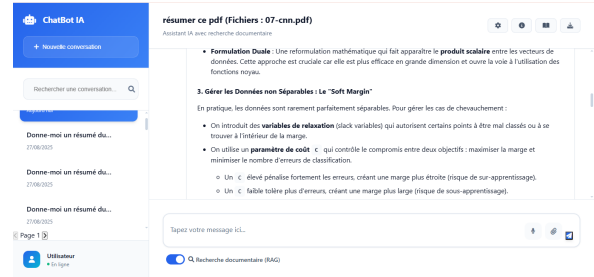 ChatBot IA
+ Nouvelle conversation
Rechercher une conversation...
Donne-moi un résumé du...
27/08/2025
Donne-moi un résumé du...
27/08/2025
Donne-moi un résumé du...
27/08/2025
Page 1
Utilisateur
En ligne
résumer ce pdf (Fichiers : 07-cnn.pdf)
Assistant IA avec recherche documentaire
• Formulation Duale : Une reformulation mathématique qui fait apparaître le produit scalaire entre les vecteurs de
données. Cette approche est cruciale car elle est plus efficace en grande dimension et ouvre la voie à l'utilisation des
fonctions noyau.
3. Gérer les Données non Séparables : Le "Soft Margin"
En pratique, les données sont rarement parfaitement séparables. Pour gérer les cas de chevauchement :
• On introduit des variables de relaxation (slack variables) qui autorisent certains points à être mal classés ou à se
trouver à l'intérieur de la marge.
• On utilise un paramètre de coût C qui contrôle le compromis entre deux objectifs : maximiser la marge et
minimiser le nombre d'erreurs de classification.
○ Un C élevé pénalise fortement les erreurs, créant une marge plus étroite (risque de sur-apprentissage).
○ Un C faible tolère plus d'erreurs, créant une marge plus large (risque de sous-apprentissage).
Tapez votre message ici...
Recherche documentaire (RAG)